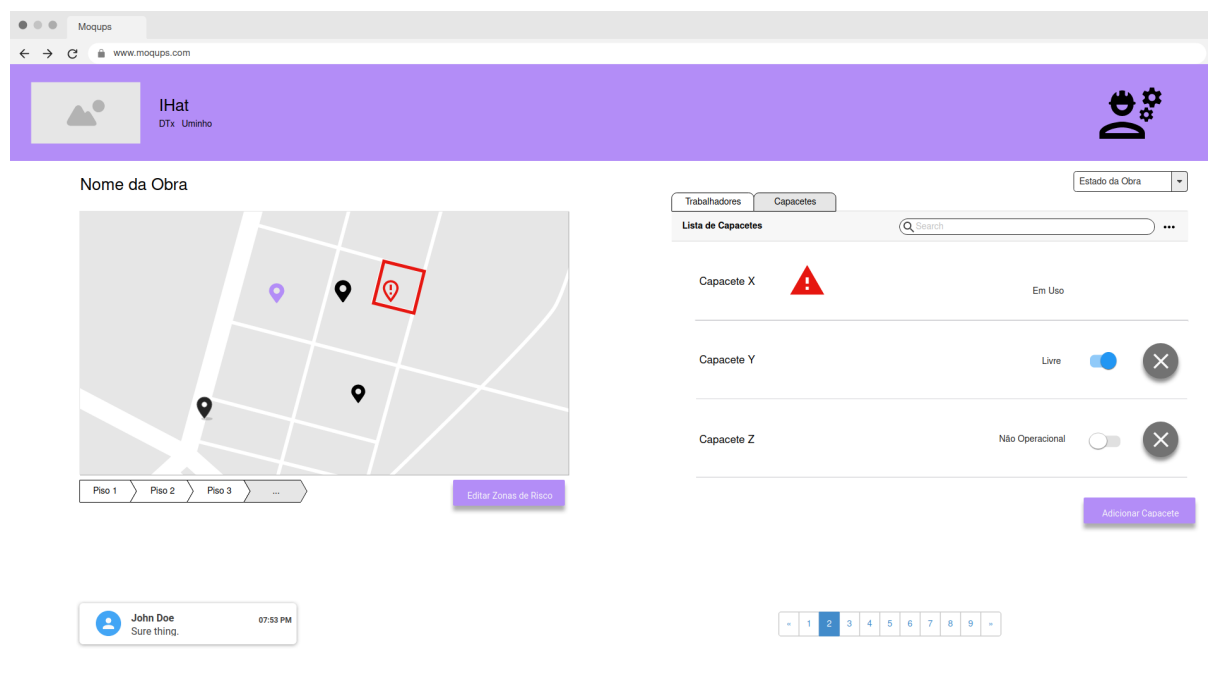 Moqups
www.moqups.com
IHat
DTx Uminho
Nome da Obra
Estado da Obra
Trabalhadores
Capacetes
Lista de Capacetes
Search
Capacete X
Em Uso
Capacete Y
Livre
Capacete Z
Não Operacional
Piso 1
Piso 2
Piso 3
...
Editar Zonas de Risco
Adicionar Capacete
John Doe
07:53 PM
Sure thing.
« 1 2 3 4 5 6 7 8 9 »